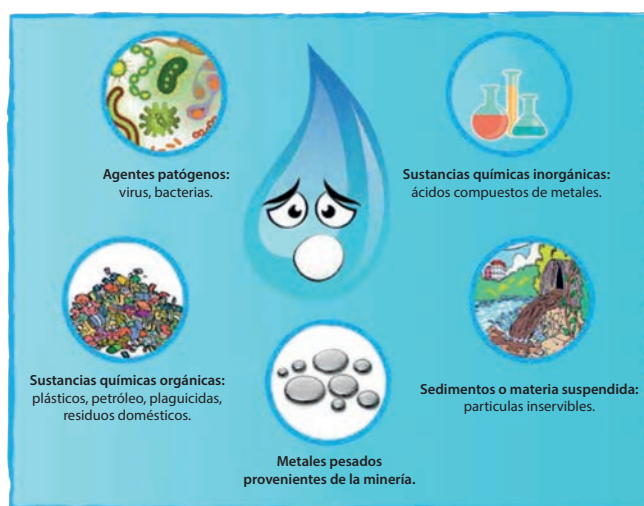 Agentes patógenos:
virus, bacterias.
Sustancias químicas inorgánicas:
ácidos compuestos de metales.
Sustancias químicas orgánicas:
plásticos, petróleo, plaguicidas,
residuos domésticos.
Metales pesados
provenientes de la minería.
Sedimentos o materia suspendida:
particulas inservibles.